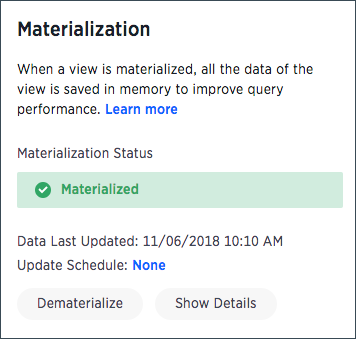 Materialization
When a view is materialized, all the data of the
view is saved in memory to improve query
performance. Learn more
Materialization Status
Materialized
Data Last Updated: 11/06/2018 10:10 AM
Update Schedule: None
Dematerialize Show Details